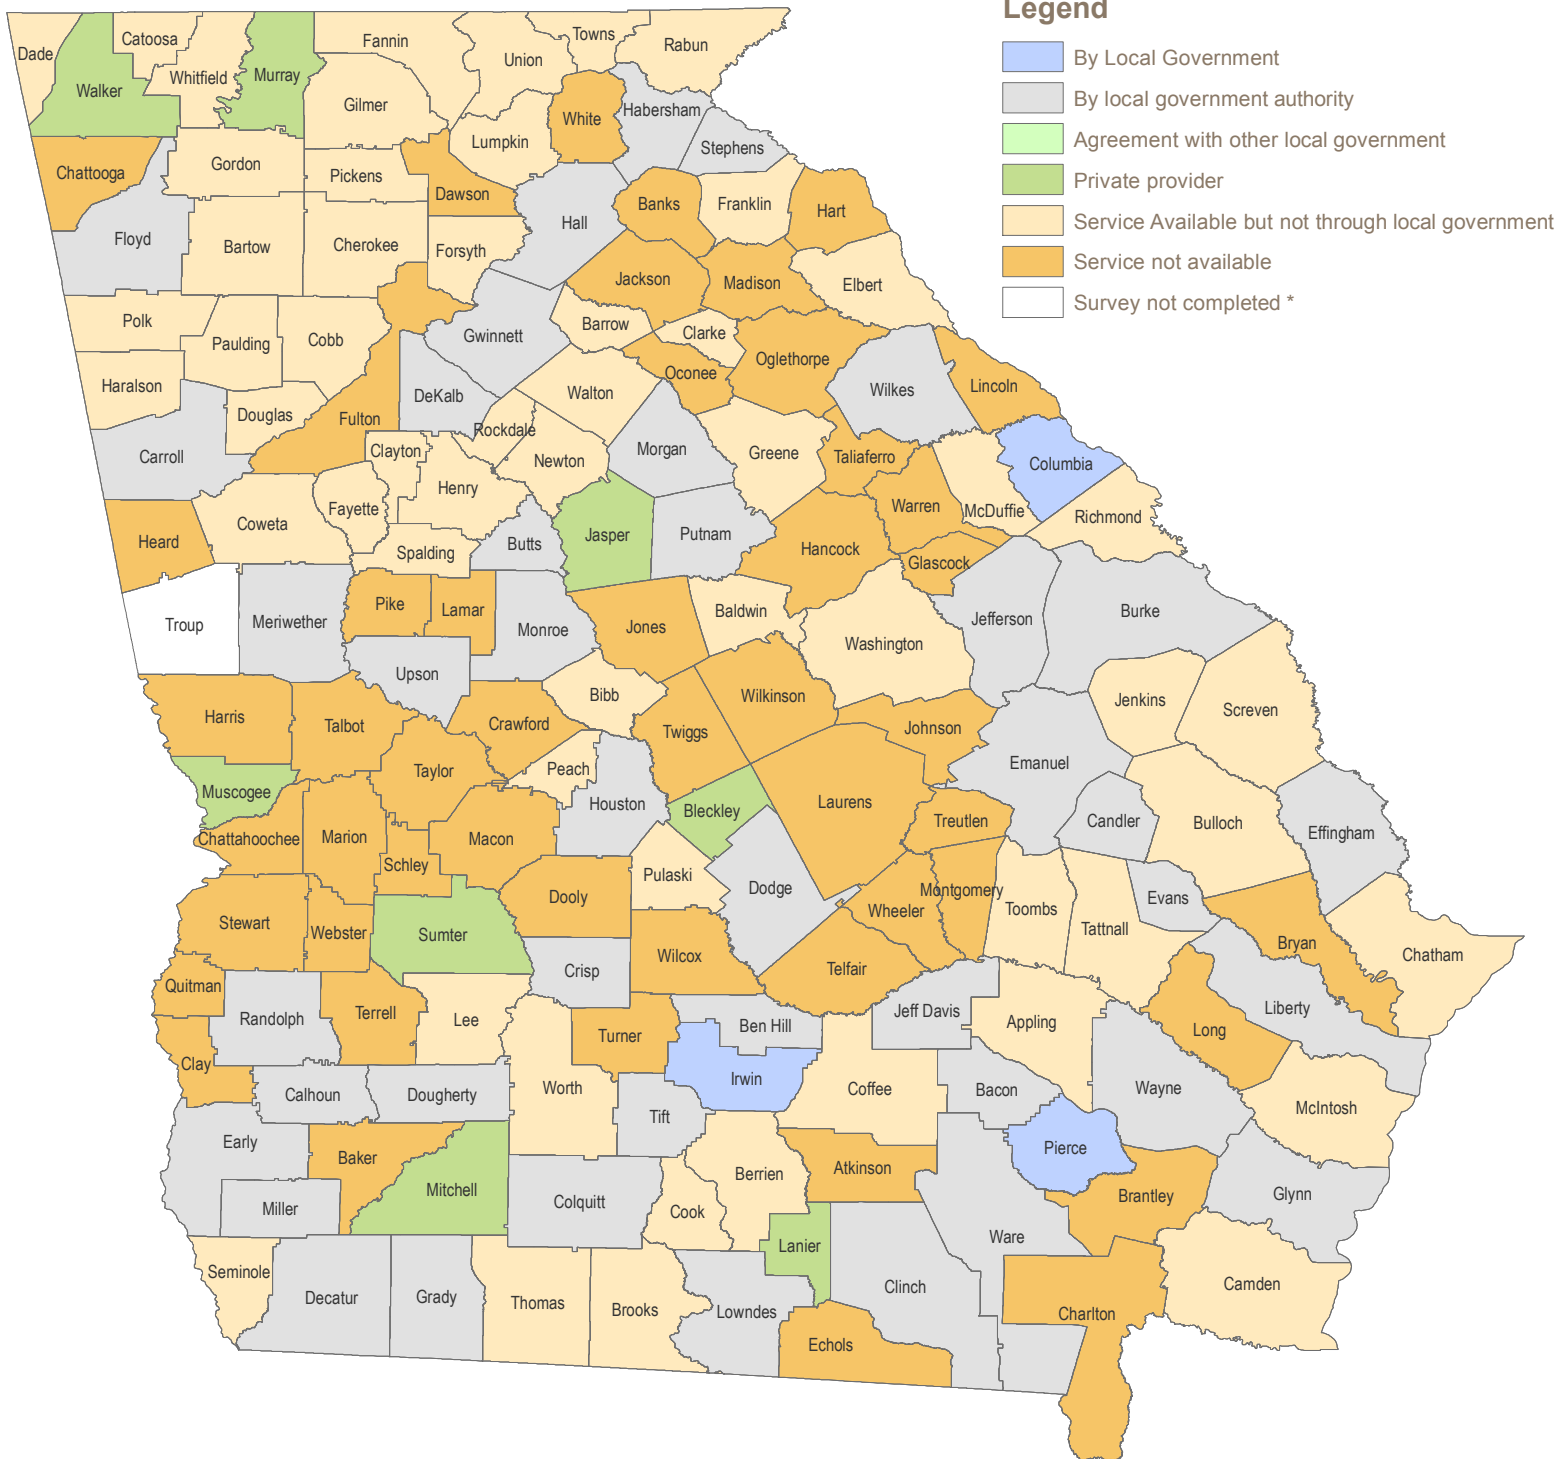 Legend
By Local Government
By local government authority
Agreement with other local government
Private provider
Service Available but not through local government
Service not available
Survey not completed *
Dade
Catoosa
Whitfield
Walker
Murray
Fannin
Gilmer
Union
Towns
Rabun
White
Habersham
Lumpkin
Stephens
Chattooga
Gordon
Pickens
Dawson
Floyd
Bartow
Cherokee
Forsyth
Hall
Banks
Franklin
Hart
Jackson
Madison
Elbert
Polk
Paulding
Cobb
Gwinnett
Barrow
Clarke
Oglethorpe
Oconee
Wilkes
Lincoln
Haralson
Douglas
Fulton
DeKalb
Walton
Rockdale
Carroll
Clayton
Henry
Newton
Morgan
Greene
Taliaferro
Columbia
Warren
McDuffie
Richmond
Heard
Coweta
Fayette
Spalding
Butts
Jasper
Putnam
Hancock
Glascock
Troup
Meriwether
Pike
Lamar
Monroe
Jones
Baldwin
Washington
Jefferson
Burke
Upson
Bibb
Wilkinson
Jenkins
Screven
Harris
Talbot
Crawford
Twiggs
Johnson
Emanuel
Taylor
Peach
Muscogee
Houston
Bleckley
Laurens
Treutlen
Candler
Bulloch
Effingham
Chattahoochee
Marion
Schley
Macon
Pulaski
Dodge
Montgomery
Wheeler
Toombs
Tattnall
Evans
Stewart
Webster
Sumter
Dooly
Wilcox
Crisp
Telfair
Bryan
Chatham
Quitman
Randolph
Terrell
Lee
Turner
Ben Hill
Jeff Davis
Appling
Long
Liberty
Clay
Calhoun
Dougherty
Worth
Irwin
Tift
Coffee
Bacon
Wayne
McIntosh
Early
Baker
Mitchell
Miller
Colquitt
Cook
Berrien
Atkinson
Pierce
Brantley
Glynn
Seminole
Decatur
Grady
Thomas
Brooks
Lowndes
Lanier
Clinch
Ware
Echols
Charlton
Camden